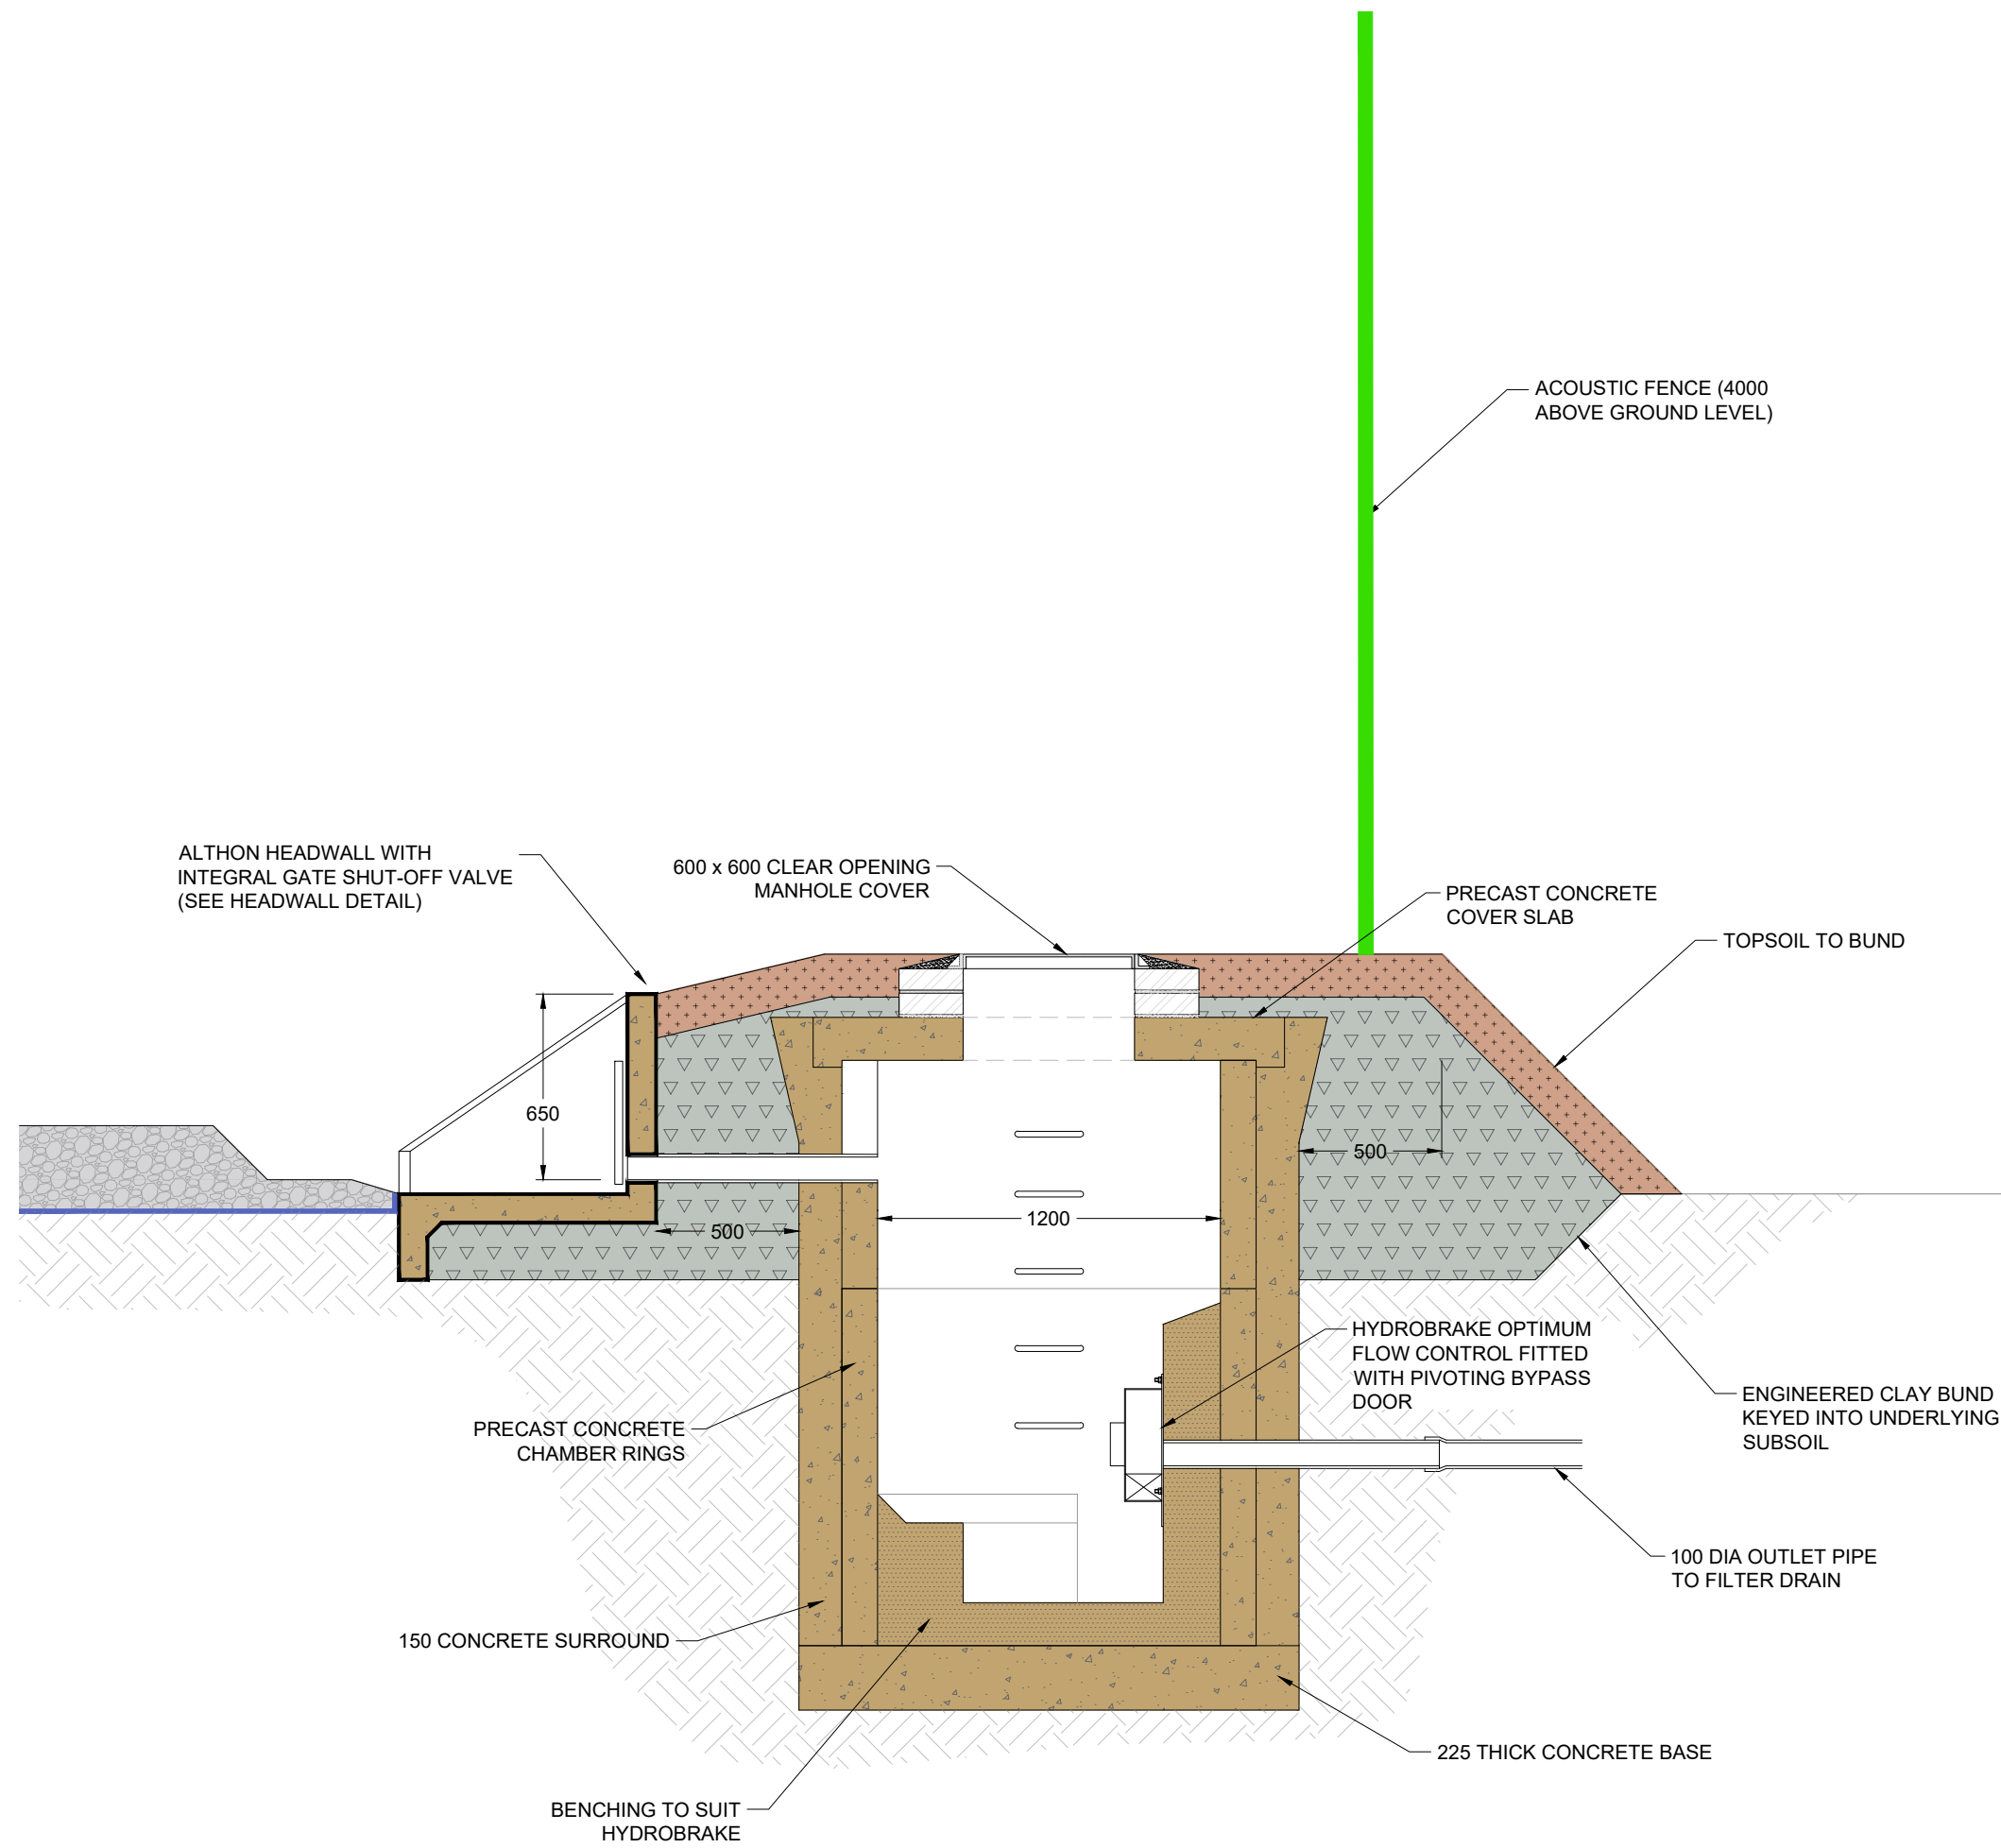 ACOUSTIC FENCE (4000
ABOVE GROUND LEVEL)
ALTHON HEADWALL WITH
INTEGRAL GATE SHUT-OFF VALVE
(SEE HEADWALL DETAIL)
600 x 600 CLEAR OPENING
MANHOLE COVER
PRECAST CONCRETE
COVER SLAB
TOPSOIL TO BUND
650
500
500
1200
HYDROBRAKE OPTIMUM
FLOW CONTROL FITTED
WITH PIVOTING BYPASS
DOOR
ENGINEERED CLAY BUND
KEYED INTO UNDERLYING
SUBSOIL
PRECAST CONCRETE
CHAMBER RINGS
100 DIA OUTLET PIPE
TO FILTER DRAIN
150 CONCRETE SURROUND
225 THICK CONCRETE BASE
BENCHING TO SUIT
HYDROBRAKE